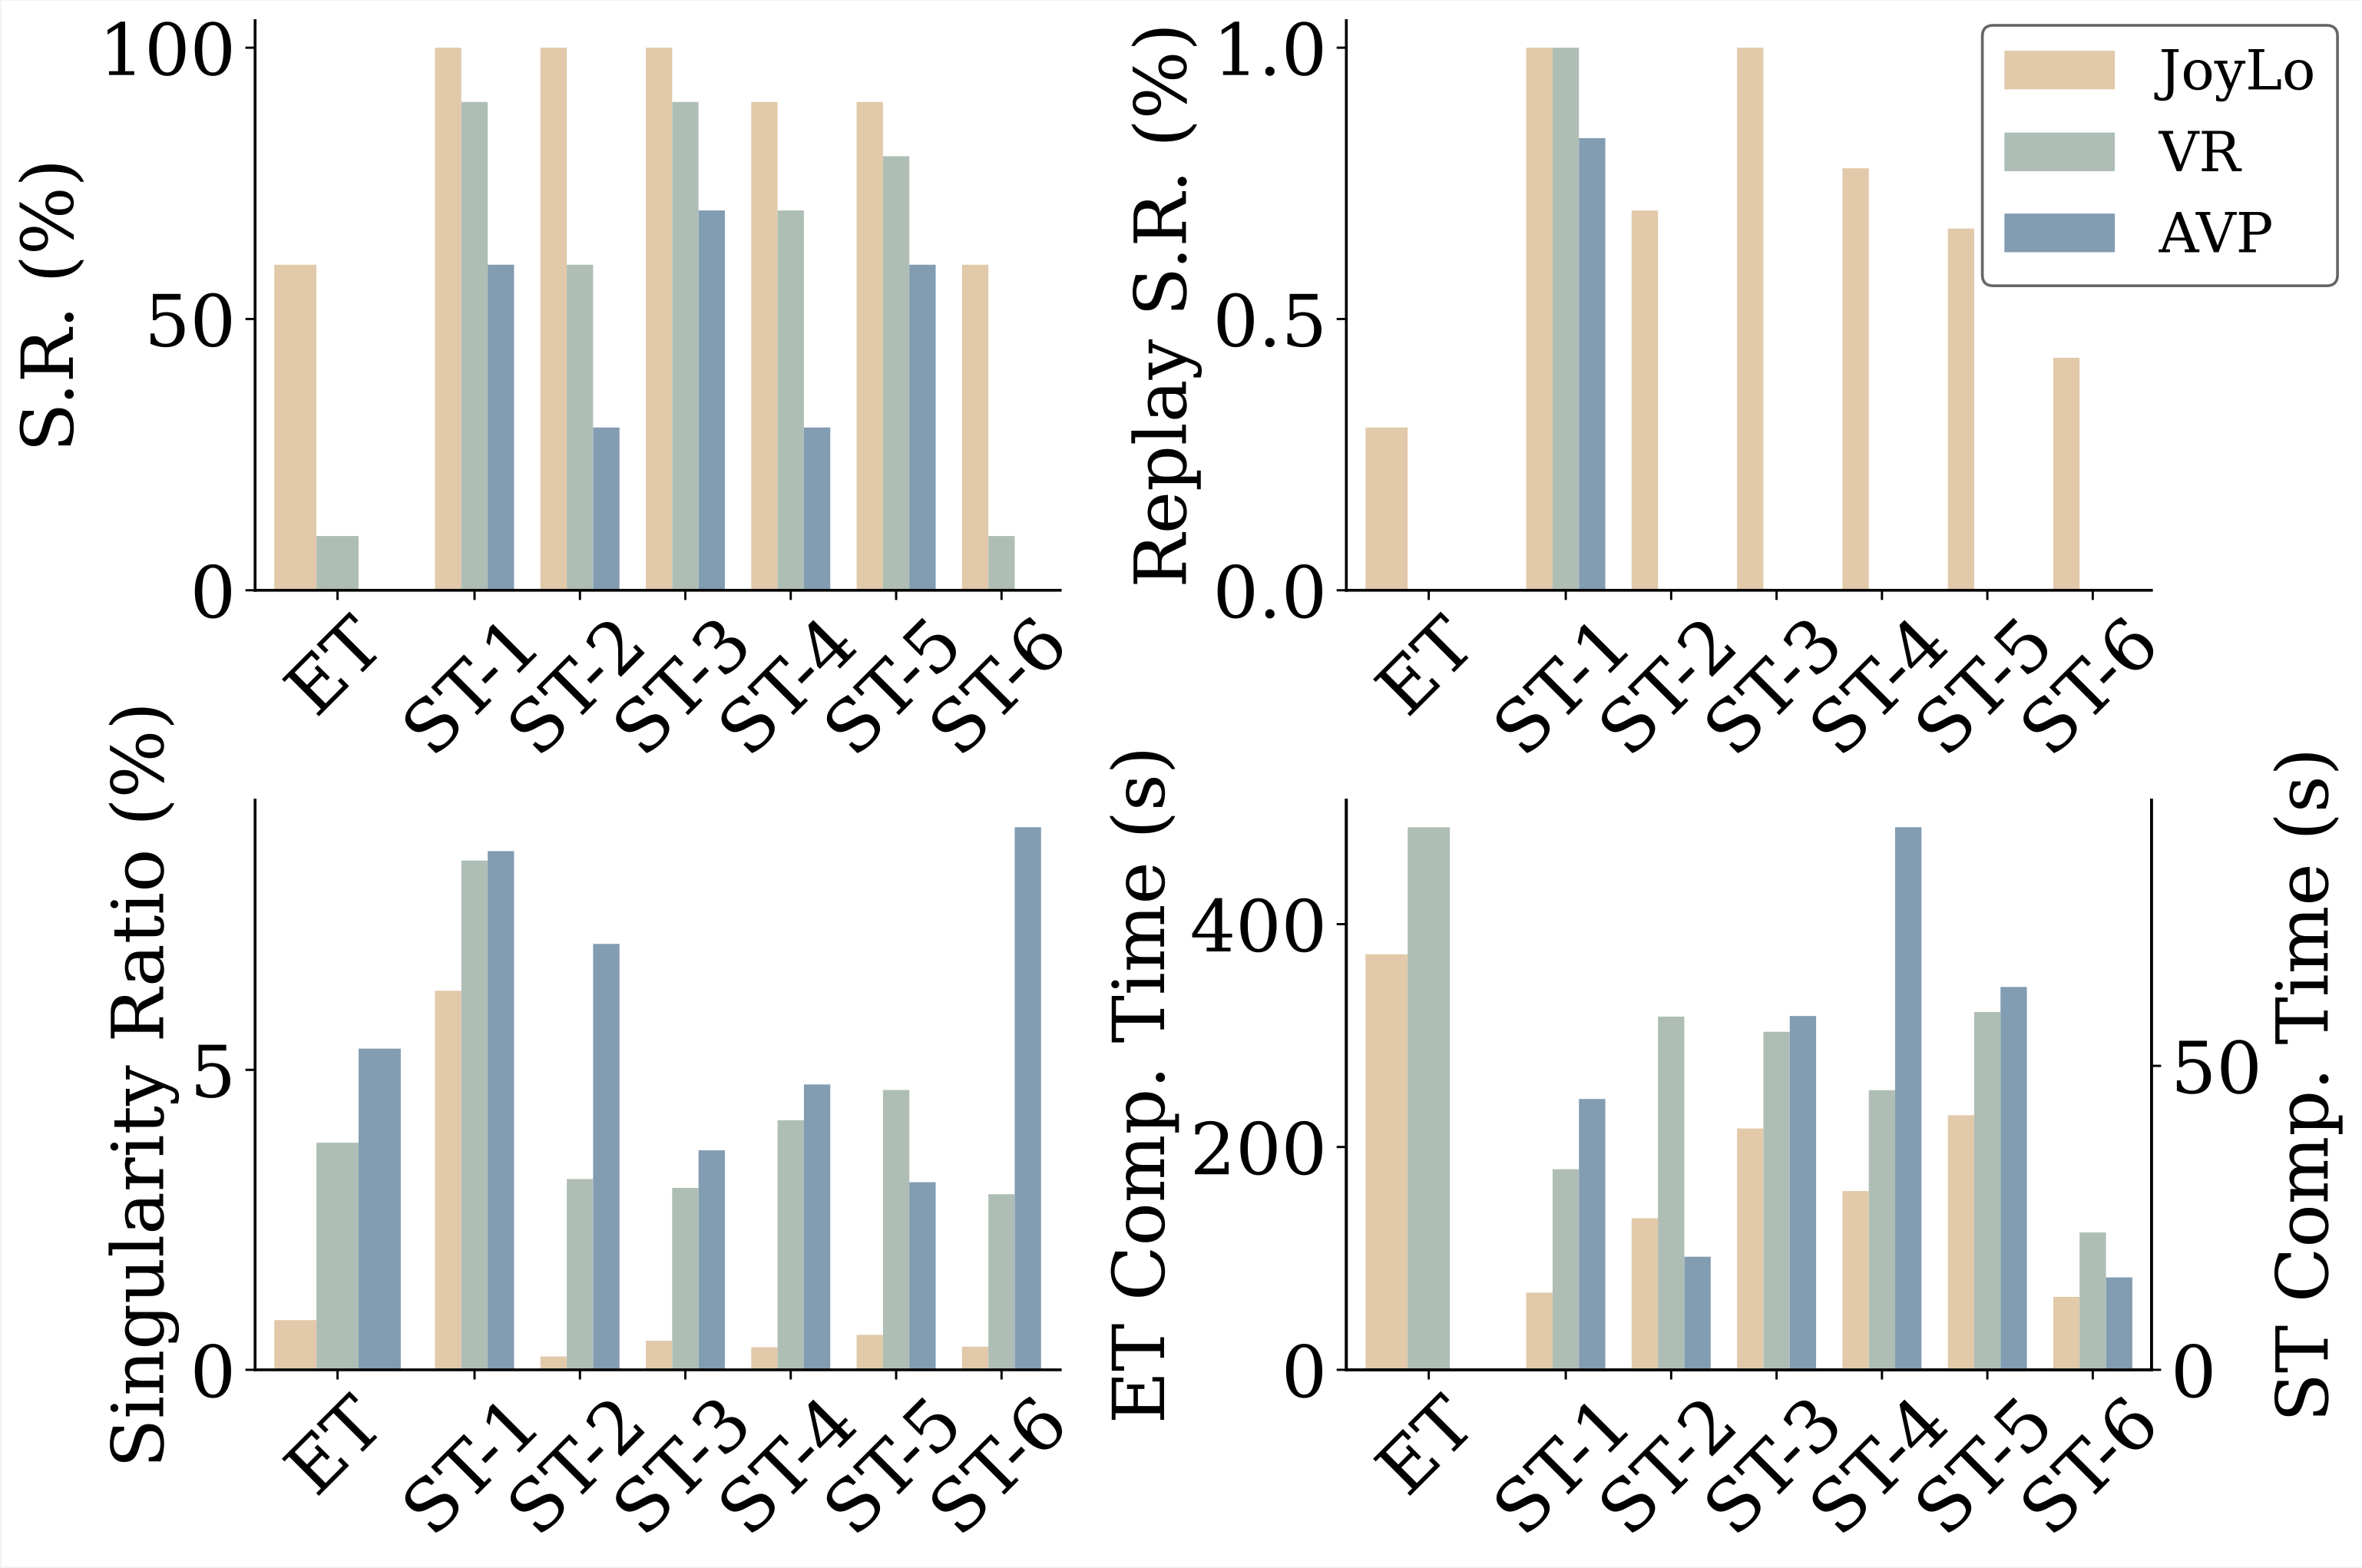 S.R. (%)
100
50
0
ET
ST-1
ST-2
ST-3
ST-4
ST-5
ST-6
Replay S.R. (%)
1.0
0.5
0.0
ET
ST-1
ST-2
ST-3
ST-4
ST-5
ST-6
JoyLo
VR
AVP
Singularity Ratio (%)
5
0
ET
ST-1
ST-2
ST-3
ST-4
ST-5
ST-6
ET Comp. Time (s)
400
200
0
ET
ST-1
ST-2
ST-3
ST-4
ST-5
ST-6
50
0
ST Comp. Time (s)